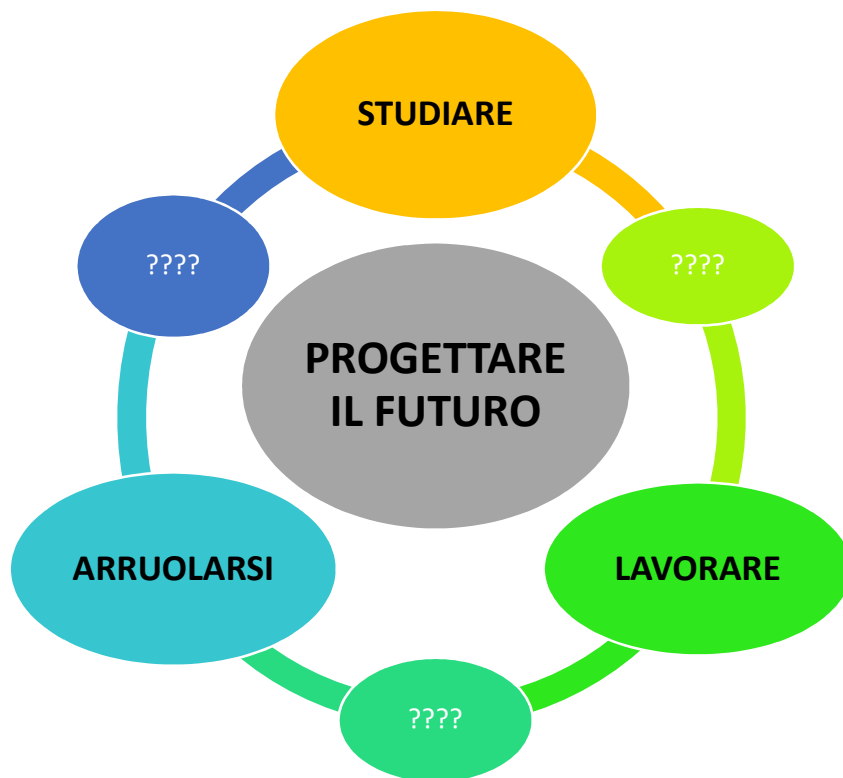 STUDIARE
????
????
PROGETTARE
IL FUTURO
ARRUOLARSI
LAVORARE
????